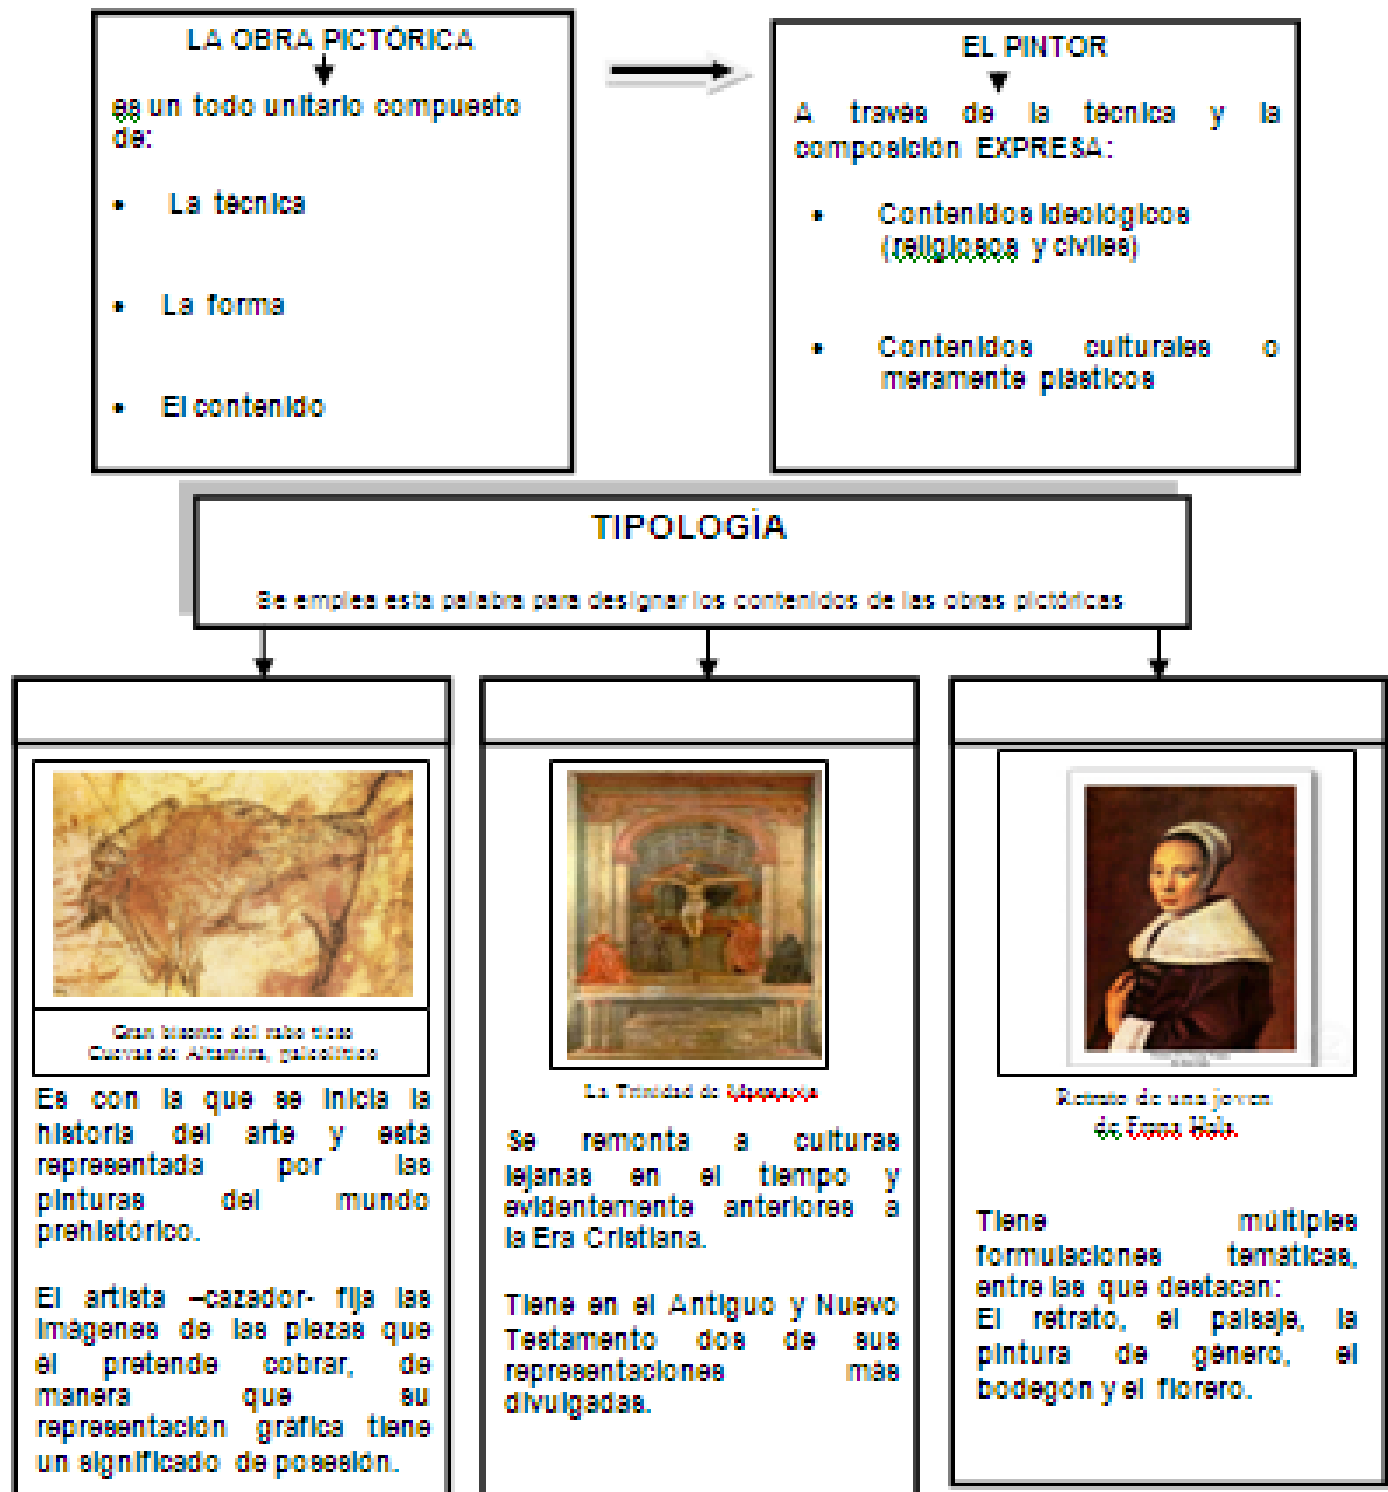 LA OBRA PICTÓRICA
es un todo unitario compuesto
de:
• La técnica
• La forma
• El contenido
EL PINTOR
A través de la técnica y la
composición EXPRESA:
• Contenidos ideológicos
(religiosos y civiles)
• Contenidos culturales o
meramente plásticos
TIPOLOGÍA
Se emplea esta palabra para designar los contenidos de las obras pictóricas
Gran bisonte del rabo tieso
Cuevas de Altamira, paleolítico
Es con la que se inicia la
historia del arte y está
representada por las
pinturas del mundo
prehistórico.
El artista –cazador- fija las
imágenes de las piezas que
él pretende cobrar, de
manera que su
representación gráfica tiene
un significado de posesión.
La Trinidad de
Se remonta a culturas
lejanas en el tiempo y
evidentemente anteriores a
la Era Cristiana.
Tiene en el Antiguo y Nuevo
Testamento dos de sus
representaciones más
divulgadas.
Retrato de una joven
de Frans Hals.
Tiene múltiples
formulaciones temáticas,
entre las que destacan:
El retrato, el paisaje, la
pintura de género, el
bodegón y el florero.